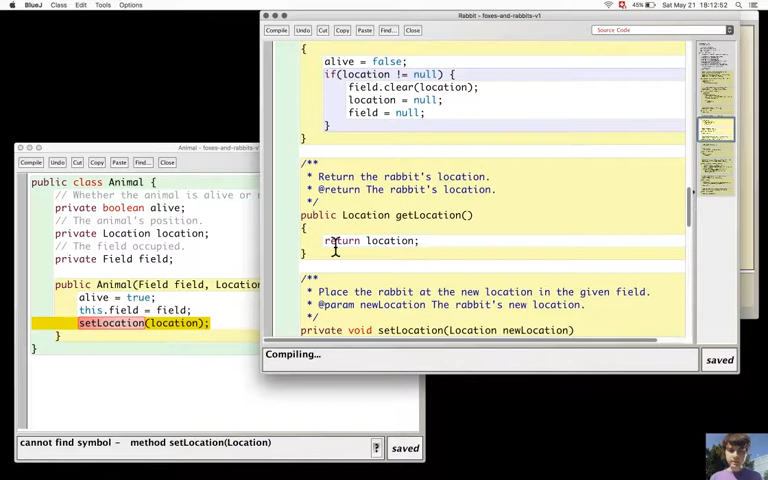 BlueJ Class Edit Tools Options 45% Sat May 21 18:12:52
Rabbit - foxes-and-rabbits-v1
Compile Undo Cut Copy Paste Find... Close Source Code
{
alive = false;
if(location != null) {
field.clear(location);
location = null;
field = null;
}
}
/**
* Return the rabbit's location.
* @return The rabbit's location.
*/
public Location getLocation()
{
return location;
}
/**
* Place the rabbit at the new location in the given field.
* @param newLocation The rabbit's new location.
*/
private void setLocation(Location newLocation)
Compiling...
saved
Animal - foxes-and-rabbits-v1
Compile Undo Cut Copy Paste Find... Close
public class Animal {
// Whether the animal is alive or
private boolean alive;
// The animal's position.
private Location location;
// The field occupied.
private Field field;
public Animal(Field field, Location
alive = true;
this.field = field;
setLocation(location);
}
}
cannot find symbol - method setLocation(Location)
? saved